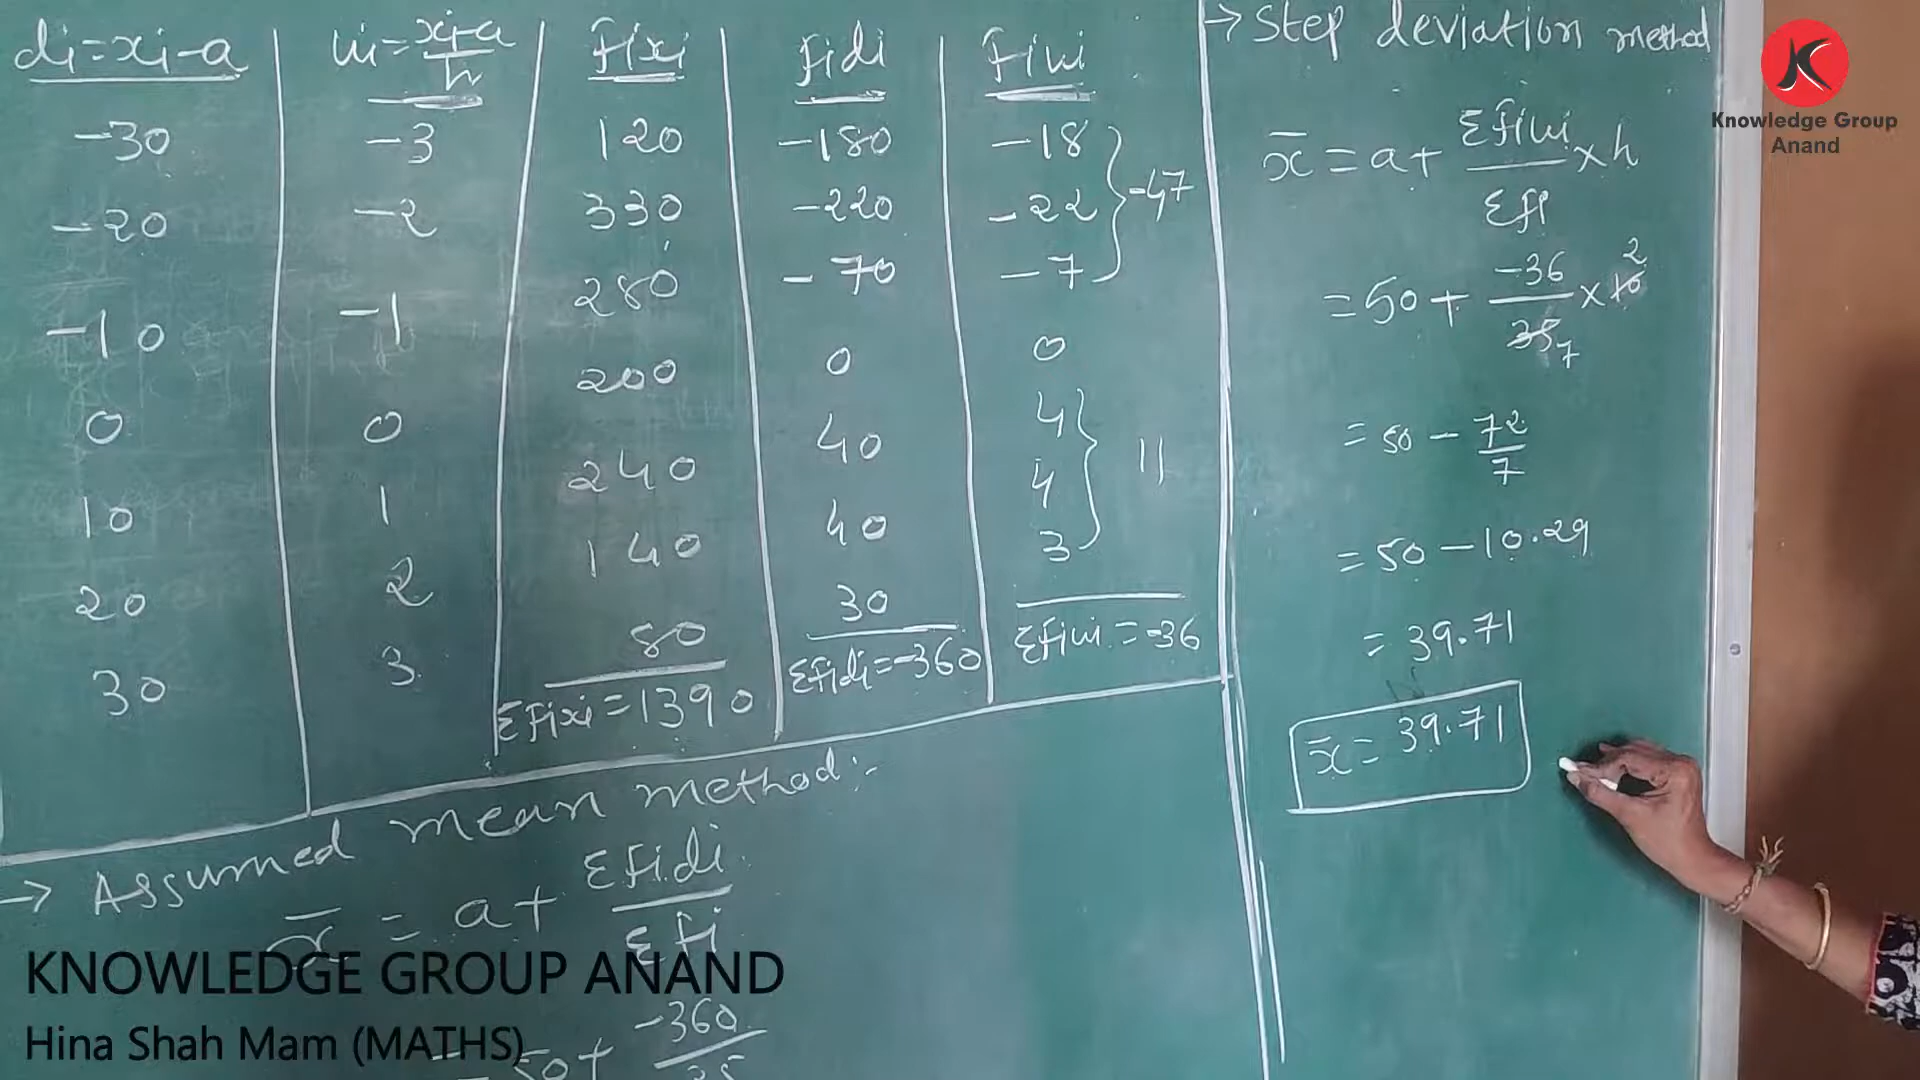 di=xi-a ui=xi-a/h fixi fidi fiui
-30 -3 120 -180 -18
-20 -2 330 -220 -22 } -47
-10 -1 280 -70 -7
0 0 200 0 0
10 1 240 40 4
20 2 140 40 4 } 11
30 3 80 30 3
Σfixi=1390 Σfidi=-360 Σfiui=-36
→ Assumed mean method:-
x̄ = a+ Σfidi/Σfi
= 50+ -360/35
→ Step deviation method
x̄ = a+ Σfiui/Σfi ×h
= 50+ -36/35 7 ×10 2
= 50 - 72/7
= 50 - 10.29
= 39.71
x̄ = 39.71
K
Knowledge Group
Anand
KNOWLEDGE GROUP ANAND
Hina Shah Mam (MATHS)